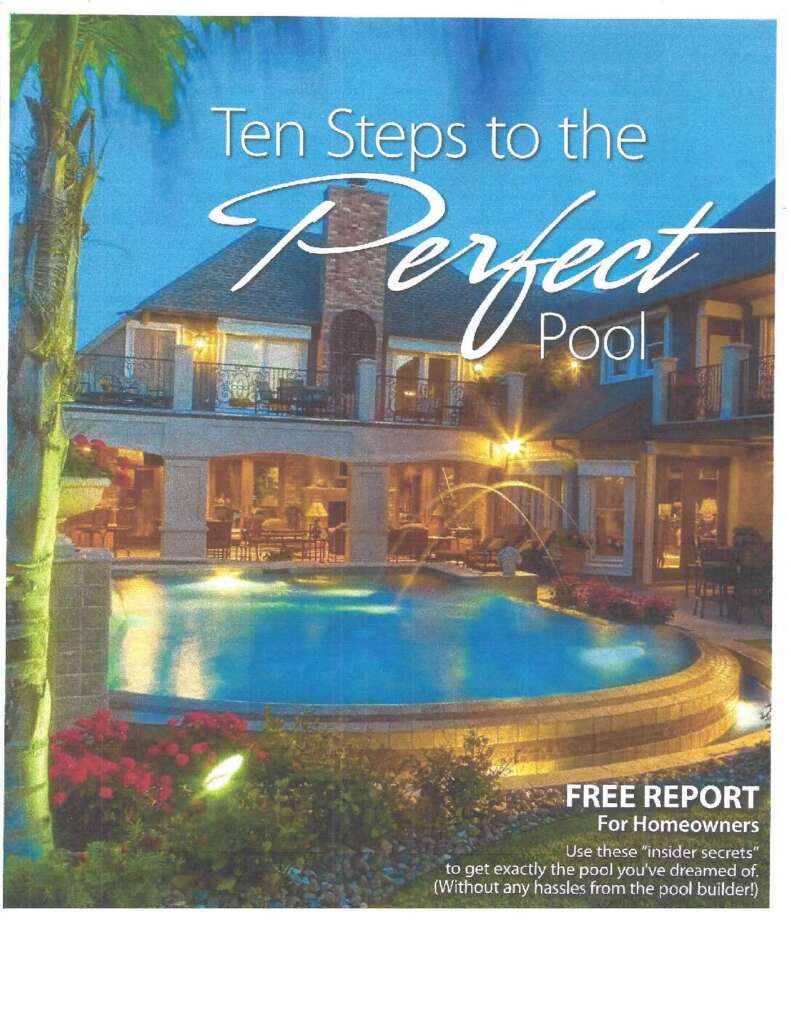 Ten Steps to the
Perfect
Pool
FREE REPORT
For Homeowners
Use these "insider secrets"
to get exactly the pool you've dreamed of.
(Without any hassles from the pool builder!)